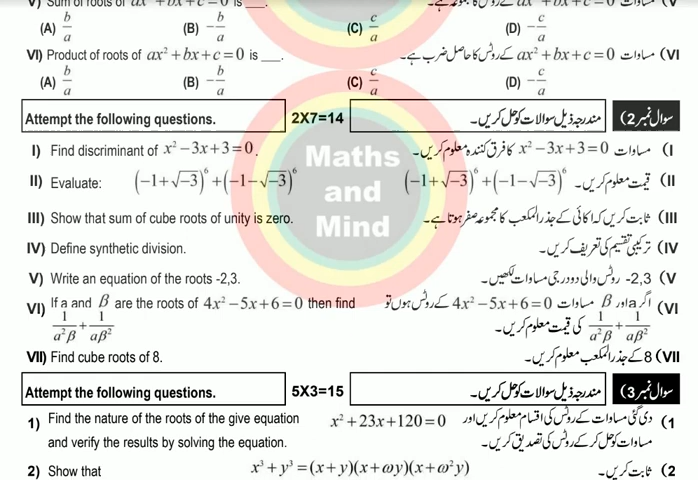 V) Sum of roots of ax² + bx + c = 0 is ___.
مساوات ax² + bx + c = 0 کے روٹس کا مجموعہ ہے۔ (V
(A) b/a (B) -b/a (C) c/a (D) -c/a
VI) Product of roots of ax² + bx + c = 0 is ___.
مساوات ax² + bx + c = 0 کے روٹس کا حاصل ضرب ہے۔ (VI
(A) b/a (B) -b/a (C) c/a (D) -c/a
Attempt the following questions. 2X7=14 مندرجہ ذیل سوالات کو حل کریں۔ سوال نمبر 2)
I) Find discriminant of x² - 3x + 3 = 0.
مساوات x² - 3x + 3 = 0 کا فرق کنندہ معلوم کریں۔ (I
II) Evaluate: (-1+√-3)⁶ + (-1-√-3)⁶
(-1+√-3)⁶ + (-1-√-3)⁶ قیمت معلوم کریں۔ (II
III) Show that sum of cube roots of unity is zero.
ثابت کریں کہ اکائی کے جذر المکعب کا مجموعہ صفر ہوتا ہے۔ (III
IV) Define synthetic division.
ترکیبی تقسیم کی تعریف کریں۔ (IV
V) Write an equation of the roots -2,3.
-2,3 روٹس والی دو درجی مساوات لکھیں۔ (V
VI) If a and β are the roots of 4x² - 5x + 6 = 0 then find
1/a²β + 1/aβ²
اگر a اور β مساوات 4x² - 5x + 6 = 0 کے روٹس ہوں تو (VI
1/a²β + 1/aβ² کی قیمت معلوم کریں۔
VII) Find cube roots of 8.
8 کے جذر المکعب معلوم کریں۔ (VII
Maths
and
Mind
Attempt the following questions. 5X3=15 مندرجہ ذیل سوالات کو حل کریں۔ سوال نمبر 3)
1) Find the nature of the roots of the give equation
and verify the results by solving the equation.
x² + 23x + 120 = 0
دی گئی مساوات کے روٹس کی اقسام معلوم کریں اور (1
مساوات کو حل کر کے روٹس کی تصدیق کریں۔
2) Show that x³ + y³ = (x + y)(x + ωy)(x + ω²y) ثابت کریں۔ (2